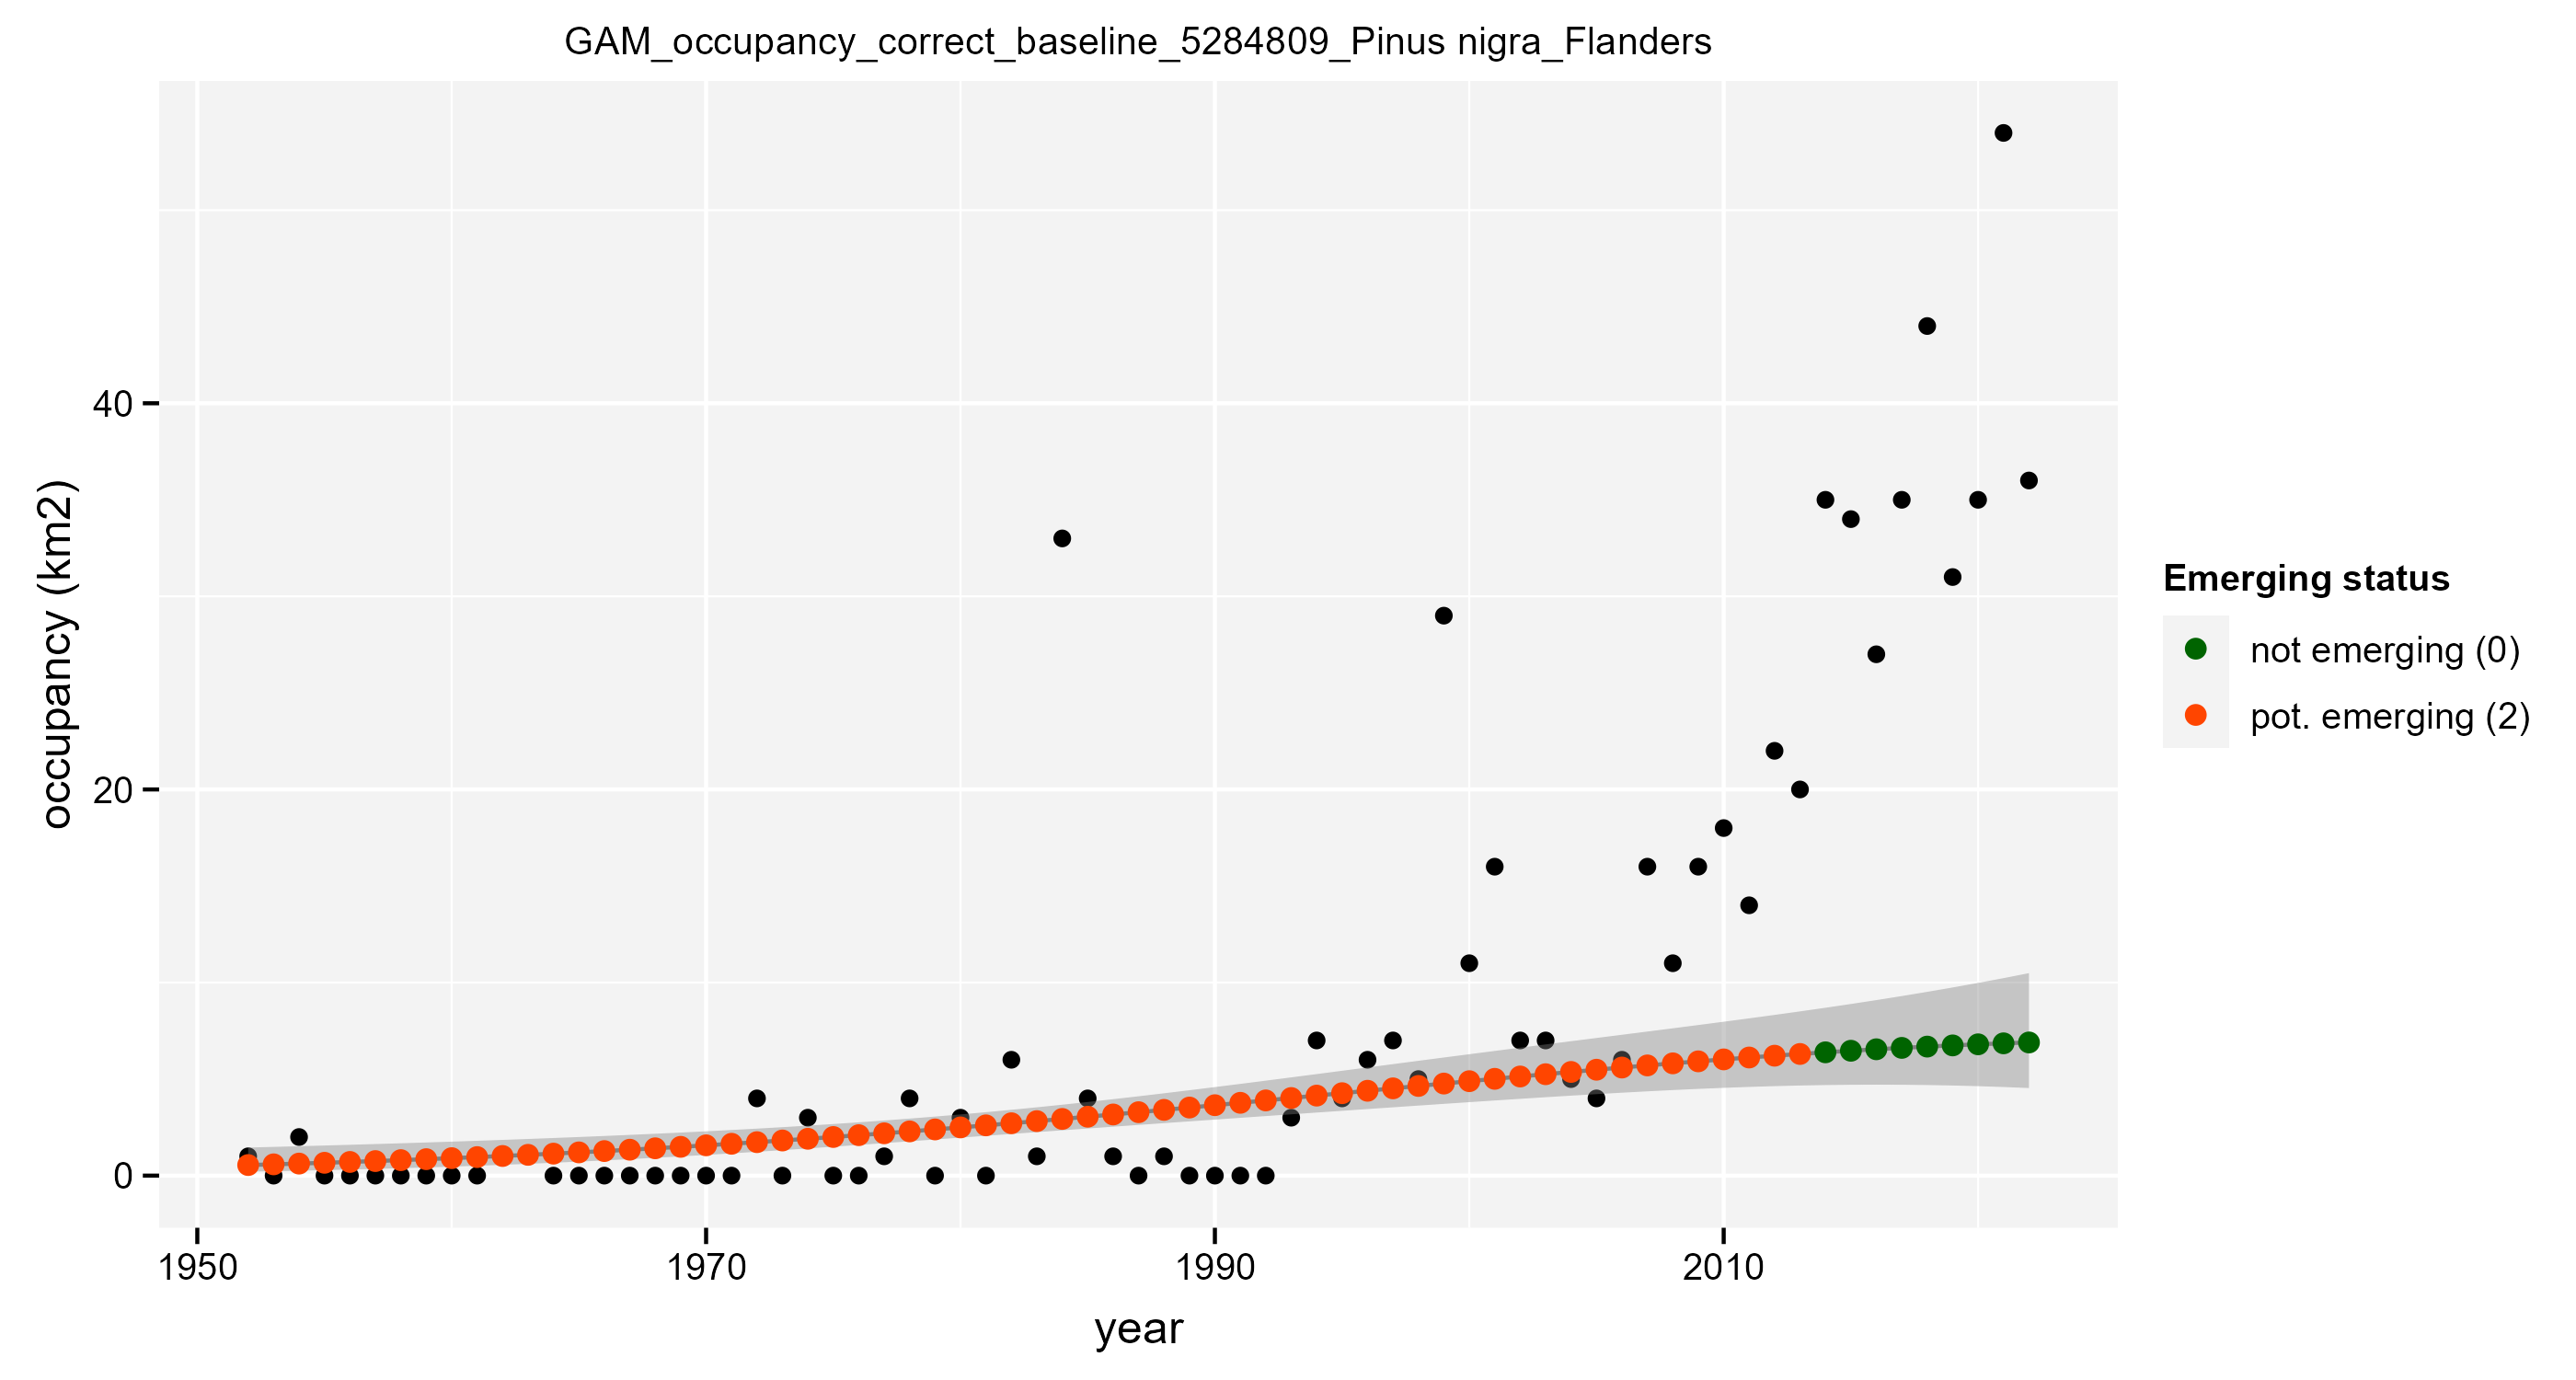 GAM_occupancy_correct_baseline_5284809_Pinus nigra_Flanders
occupancy (km2)
40
20
0
1950 1970 1990 2010
year
Emerging status
not emerging (0)
pot. emerging (2)